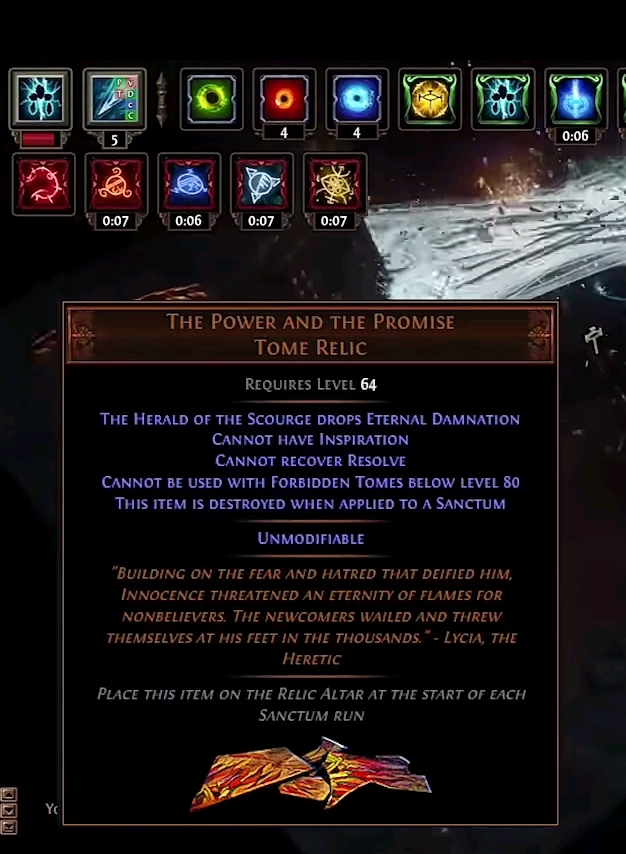 P V
T D
C
C
5
4
4
0:06
0:07
0:06
0:07
0:07
The Power and the Promise
Tome Relic
Requires Level 64
The Herald of the Scourge drops Eternal Damnation
Cannot have Inspiration
Cannot recover Resolve
Cannot be used with Forbidden Tomes below level 80
This item is destroyed when applied to a Sanctum
Unmodifiable
"Building on the fear and hatred that deified him,
Innocence threatened an eternity of flames for
nonbelievers. The newcomers wailed and threw
themselves at his feet in the thousands." - Lycia, the
Heretic
Place this item on the Relic Altar at the start of each
Sanctum run